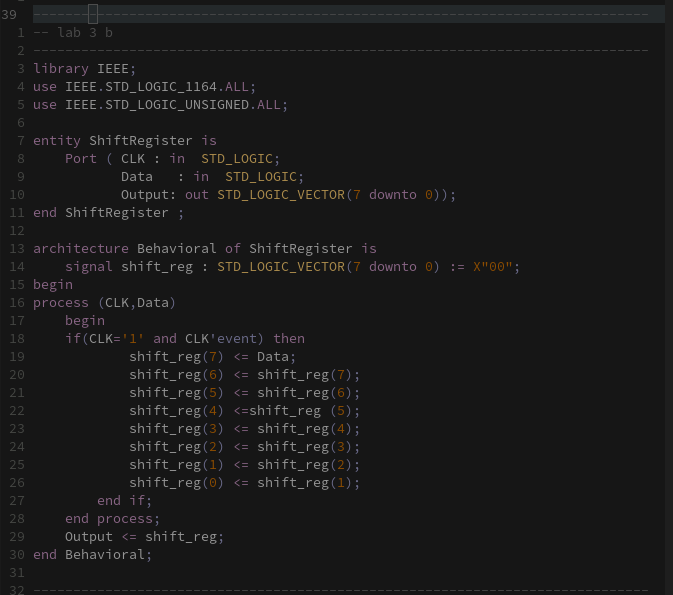 39 -----------------------------------------------------------------------------
1 -- lab 3 b
2 -----------------------------------------------------------------------------
3 library IEEE;
4 use IEEE.STD_LOGIC_1164.ALL;
5 use IEEE.STD_LOGIC_UNSIGNED.ALL;
6
7 entity ShiftRegister is
8     Port ( CLK : in  STD_LOGIC;
9            Data   : in  STD_LOGIC;
10            Output: out STD_LOGIC_VECTOR(7 downto 0));
11 end ShiftRegister ;
12
13 architecture Behavioral of ShiftRegister is
14     signal shift_reg : STD_LOGIC_VECTOR(7 downto 0) := X"00";
15 begin
16 process (CLK,Data)
17     begin
18     if(CLK='1' and CLK'event) then
19             shift_reg(7) <= Data;
20             shift_reg(6) <= shift_reg(7);
21             shift_reg(5) <= shift_reg(6);
22             shift_reg(4) <=shift_reg (5);
23             shift_reg(3) <= shift_reg(4);
24             shift_reg(2) <= shift_reg(3);
25             shift_reg(1) <= shift_reg(2);
26             shift_reg(0) <= shift_reg(1);
27         end if;
28     end process;
29     Output <= shift_reg;
30 end Behavioral;
31
32 -----------------------------------------------------------------------------